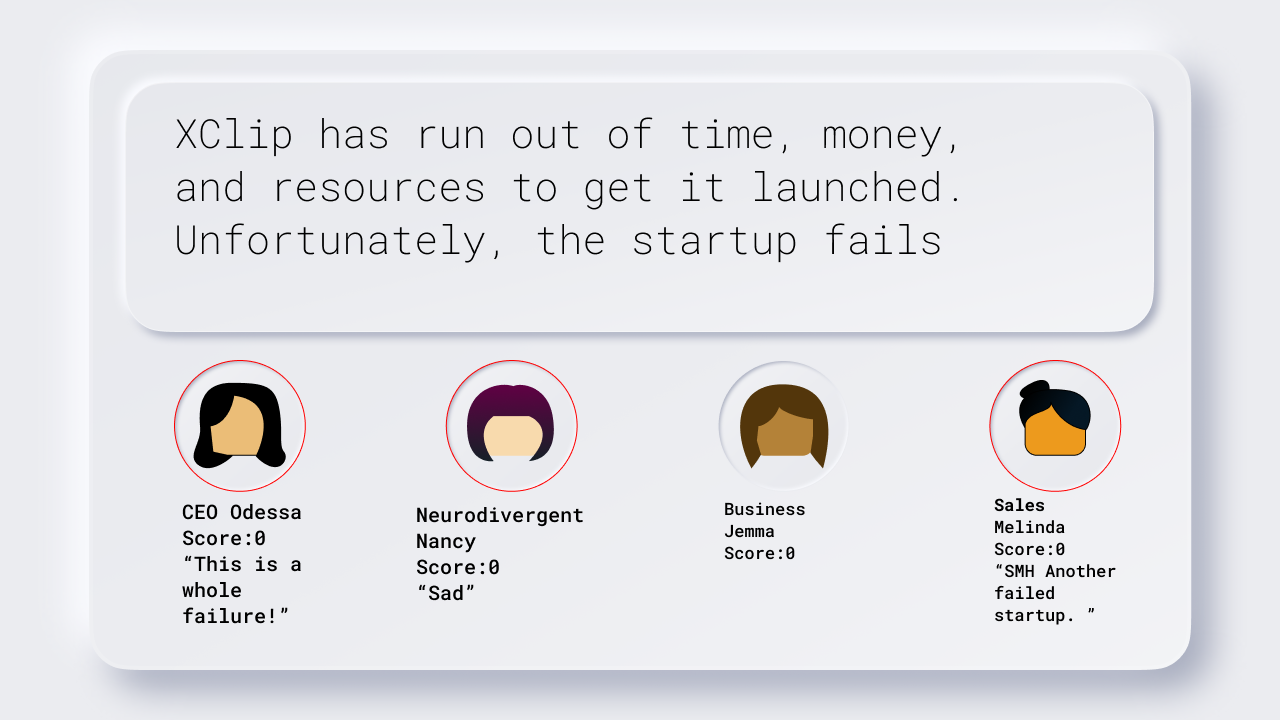 XClip has run out of time, money,
and resources to get it launched.
Unfortunately, the startup fails
CEO Odessa
Score:0
“This is a
whole
failure!”
Neurodivergent
Nancy
Score:0
“Sad”
Business
Jemma
Score:0
Sales
Melinda
Score:0
“SMH Another
failed
startup. ”